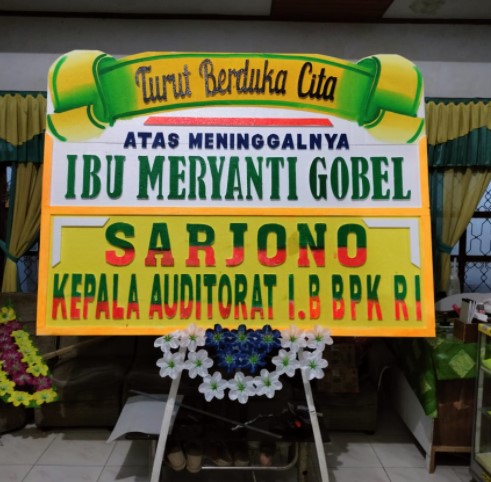 Turut Berduka Cita
ATAS MENINGGALNYA
IBU MERYANTI GOBEL
SARJONO
KEPALA AUDITORAT I.B BPK RI